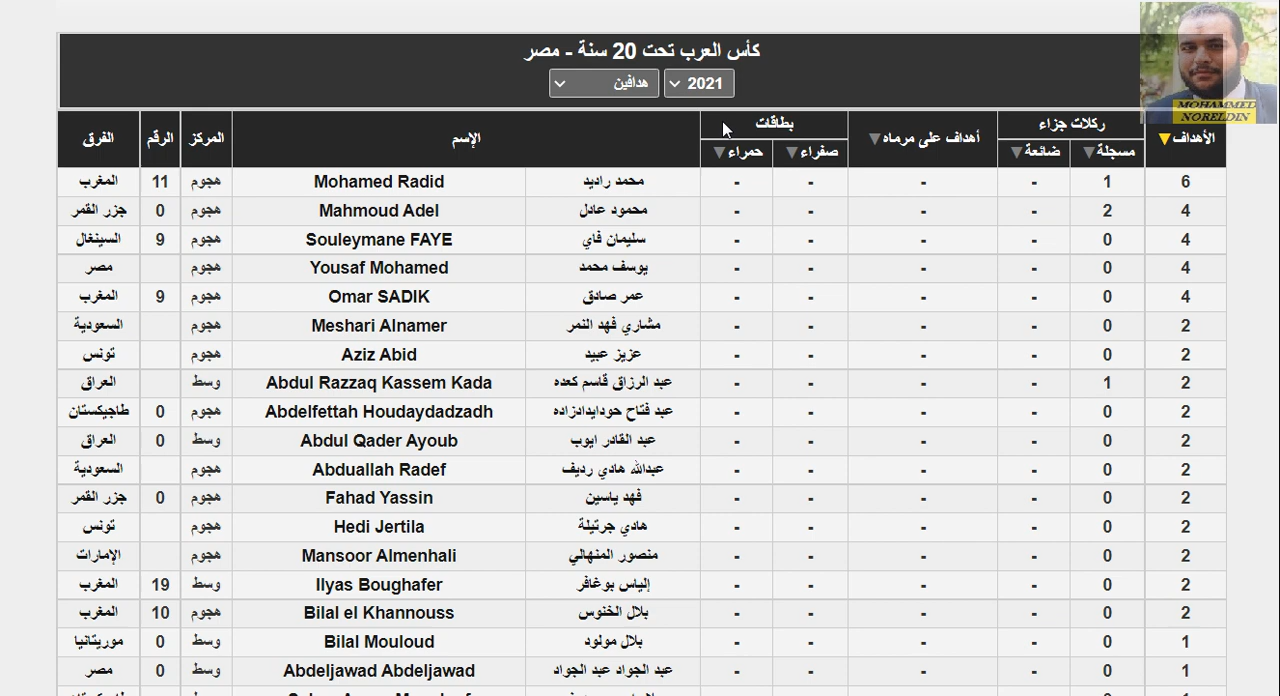 كأس العرب تحت 20 سنة - مصر
2021 هدافين
MOHAMMED
NORELDIN
الأهداف ركلات جزاء أهداف على مرماه بطاقات الإسم المركز الرقم الفرق
مسجلة ضائعة صفراء حمراء
6 1 - - - - محمد راديد Mohamed Radid هجوم 11 المغرب
4 2 - - - - محمود عادل Mahmoud Adel هجوم 0 جزر القمر
4 0 - - - - سليمان فاي Souleymane FAYE هجوم 9 السينغال
4 0 - - - - يوسف محمد Yousaf Mohamed هجوم مصر
4 0 - - - - عمر صادق Omar SADIK هجوم 9 المغرب
2 0 - - - - مشاري فهد النمر Meshari Alnamer هجوم السعودية
2 0 - - - - عزيز عبيد Aziz Abid هجوم تونس
2 1 - - - - عبد الرزاق قاسم كعده Abdul Razzaq Kassem Kada وسط العراق
2 0 - - - - عبد فتاح حودايدادزاده Abdelfettah Houdaydadzadh هجوم 0 طاجيكستان
2 0 - - - - عبد القادر ايوب Abdul Qader Ayoub وسط 0 العراق
2 0 - - - - عبدالله هادي رديف Abduallah Radef هجوم السعودية
2 0 - - - - فهد ياسين Fahad Yassin هجوم 0 جزر القمر
2 0 - - - - هادي جرتيلة Hedi Jertila هجوم تونس
2 0 - - - - منصور المنهالي Mansoor Almenhali هجوم الإمارات
2 0 - - - - إلياس بوغافر Ilyas Boughafer وسط 19 المغرب
2 0 - - - - بلال الخنوس Bilal el Khannouss هجوم 10 المغرب
1 0 - - - - بلال مولود Bilal Mouloud وسط 0 موريتانيا
1 0 - - - - عبد الجواد عبد الجواد Abdeljawad Abdeljawad وسط 0 مصر